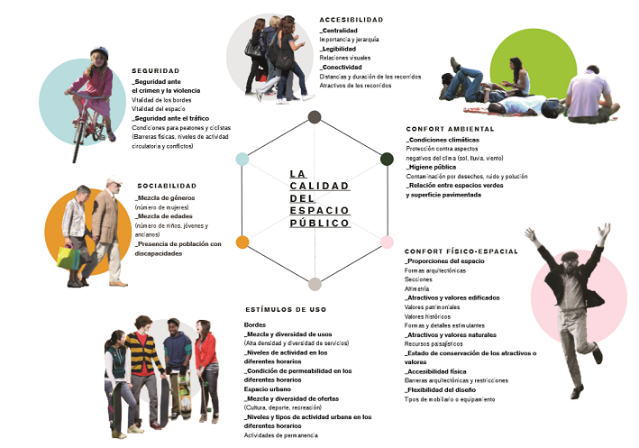 ACCESIBILIDAD
_Centralidad
Importancia y jerarquía
_Legibilidad
Relaciones visuales
_Conectividad
Distancias y duración de los recorridos
Atractivos de los recorridos
SEGURIDAD
_Seguridad ante
el crimen y la violencia
Vitalidad de los bordes
Vitalidad del espacio
_Seguridad ante el tráfico
Condiciones para peatones y ciclistas
(Barreras físicas, niveles de actividad
circulatoria y conflictos)
CONFORT AMBIENTAL
_Condiciones climáticas
Protección contra aspectos
negativos del clima (sol, lluvia, viento)
_Higiene pública
Contaminación por desechos, ruido y polución
_Relación entre espacios verdes
y superficie pavimentada
LA
CALIDAD
DEL
ESPACIO
PÚBLICO
SOCIABILIDAD
_Mezcla de géneros
(número de mujeres)
_Mezcla de edades
(número de niños, jóvenes y
ancianos)
_Presencia de población con
discapacidades
CONFORT FÍSICO-ESPACIAL
_Proporciones del espacio
Formas arquitectónicas
Secciones
Altimetría
_Atractivos y valores edificados
Valores patrimoniales
Valores históricos
Formas y detalles estimulantes
_Atractivos y valores naturales
Recursos paisajísticos
_Estado de conservación de los atractivos o
valores
_Accesibilidad física
Barreras arquitectónicas y restricciones
_Flexibilidad del diseño
Tipos de mobiliario o equipamiento
ESTÍMULOS DE USO
Bordes
_Mezcla y diversidad de usos
(Alta densidad y diversidad de servicios)
_Niveles de actividad en los
diferentes horarios
_Condición de permeabilidad en los
diferentes horarios
Espacio urbano
_Mezcla y diversidad de ofertas
(Cultura, deporte, recreación)
_Niveles y tipos de actividad urbana en los
diferentes horarios
Actividades de permanencia